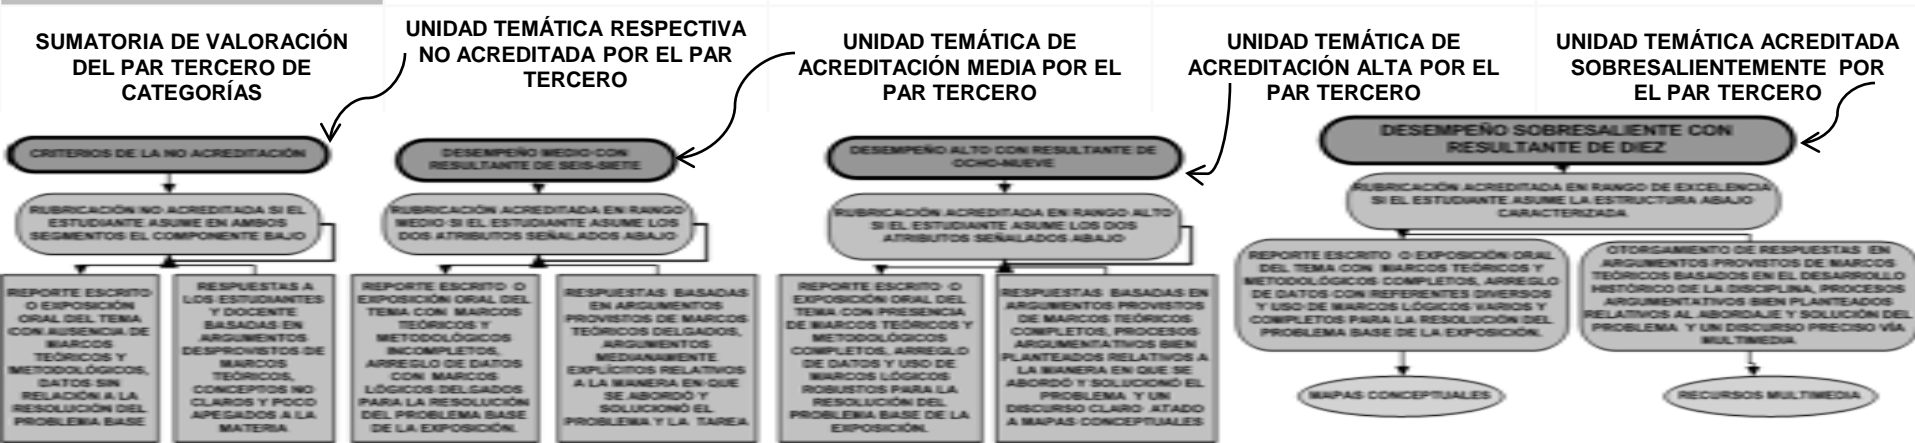 SUMATORIA DE VALORACIÓN
DEL PAR TERCERO DE
CATEGORÍAS
UNIDAD TEMÁTICA RESPECTIVA
NO ACREDITADA POR EL PAR
TERCERO
UNIDAD TEMÁTICA DE
ACREDITACIÓN MEDIA POR EL
PAR TERCERO
UNIDAD TEMÁTICA DE
ACREDITACIÓN ALTA POR EL
PAR TERCERO
UNIDAD TEMÁTICA ACREDITADA
SOBRESALIENTEMENTE POR
EL PAR TERCERO
CRITERIOS DE LA NO ACREDITACIÓN
RUBRICACIÓN NO ACREDITADA SI EL
ESTUDIANTE ASUME EN AMBOS
SEGMENTOS EL COMPONENTE BAJO
REPORTE ESCRITO
O EXPOSICIÓN
ORAL DEL TEMA
CON AUSENCIA DE
MARCOS
TEÓRICOS Y
METODOLÓGICOS,
DATOS SIN
RELACIÓN A LA
RESOLUCIÓN DEL
PROBLEMA BASE
RESPUESTAS A
LOS ESTUDIANTES
Y DOCENTE
BASADAS EN
ARGUMENTOS
DESPROVISTOS DE
MARCOS
TEÓRICOS,
CONCEPTOS NO
CLAROS Y POCO
APEGADOS A LA
MATERIA
DESEMPEÑO MEDIO CON
RESULTANTE DE SEIS-SIETE
RUBRICACIÓN ACREDITADA EN RANGO
MEDIO SI EL ESTUDIANTE ASUME LOS
DOS ATRIBUTOS SEÑALADOS ABAJO
REPORTE ESCRITO O
EXPOSICIÓN ORAL DEL
TEMA CON MARCOS
TEÓRICOS Y
METODOLÓGICOS
INCOMPLETOS,
ARREGLO DE DATOS
CON MARCOS
LÓGICOS DELGADOS
PARA LA RESOLUCIÓN
DEL PROBLEMA BASE
DE LA EXPOSICIÓN.
RESPUESTAS BASADAS
EN ARGUMENTOS
PROVISTOS DE MARCOS
TEÓRICOS DELGADOS,
ARGUMENTOS
MEDIANAMENTE
EXPLÍCITOS RELATIVOS
A LA MANERA EN QUE
SE ABORDÓ Y
SOLUCIONÓ EL
PROBLEMA Y LA TAREA
DESEMPEÑO ALTO CON RESULTANTE DE
OCHO-NUEVE
RUBRICACIÓN ACREDITADA EN RANGO ALTO
SI EL ESTUDIANTE ASUME LOS DOS
ATRIBUTOS SEÑALADOS ABAJO
REPORTE ESCRITO O
EXPOSICIÓN ORAL DEL
TEMA CON PRESENCIA
DE MARCOS TEÓRICOS Y
METODOLÓGICOS
COMPLETOS, ARREGLO
DE DATOS Y USO DE
MARCOS LÓGICOS
ROBUSTOS PARA LA
RESOLUCIÓN DEL
PROBLEMA BASE DE LA
EXPOSICIÓN.
RESPUESTAS BASADAS EN
ARGUMENTOS PROVISTOS
DE MARCOS TEÓRICOS
COMPLETOS, PROCESOS
ARGUMENTATIVOS BIEN
PLANTEADOS RELATIVOS A
LA MANERA EN QUE SE
ABORDÓ Y SOLUCIONÓ EL
PROBLEMA Y UN
DISCURSO CLARO ATADO
A MAPAS CONCEPTUALES
DESEMPEÑO SOBRESALIENTE CON
RESULTANTE DE DIEZ
RUBRICACIÓN ACREDITADA EN RANGO DE EXCELENCIA
SI EL ESTUDIANTE ASUME LA ESTRUCTURA ABAJO
CARACTERIZADA
REPORTE ESCRITO O EXPOSICIÓN ORAL
DEL TEMA CON MARCOS TEÓRICOS Y
METODOLÓGICOS COMPLETOS, ARREGLO
DE DATOS CON REFERENTES DIVERSOS
Y USO DE MARCOS LÓGICOS VARIOS Y
COMPLETOS PARA LA RESOLUCIÓN DEL
PROBLEMA BASE DE LA EXPOSICIÓN.
MAPAS CONCEPTUALES
OTORGAMIENTO DE RESPUESTAS EN
ARGUMENTOS PROVISTOS DE MARCOS
TEÓRICOS BASADOS EN EL DESARROLLO
HISTÓRICO DE LA DISCIPLINA, PROCESOS
ARGUMENTATIVOS BIEN PLANTEADOS
RELATIVOS AL ABORDAJE Y SOLUCIÓN DEL
PROBLEMA Y UN DISCURSO PRECISO VÍA
MULTIMEDIA
RECURSOS MULTIMEDIA